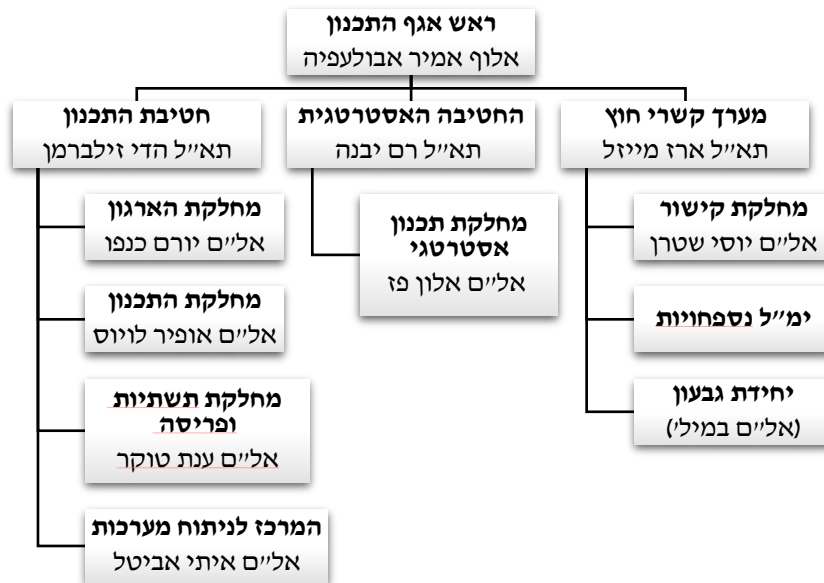 ראש אגף התכנון
אלוף אמיר אבולעפיה
מערך קשרי חוץ
תא״ל ארז מייזל
מחלקת קישור
אל״ם יוסי שטרן
ימ״ל נספחויות
יחידת גבעון
(אל״ם במיל׳)
החטיבה האסטרטגית
תא״ל רם יבנה
מחלקת תכנון
אסטרטגי
אל״ם אלון פז
חטיבת התכנון
תא״ל הדי זילברמן
מחלקת הארגון
אל״ם יורם כנפו
מחלקת התכנון
אל״ם אופיר לויוס
מחלקת תשתיות
ופריסה
אל״ם ענת טוקר
המרכז לניתוח מערכות
אל״ם איתי אביטל